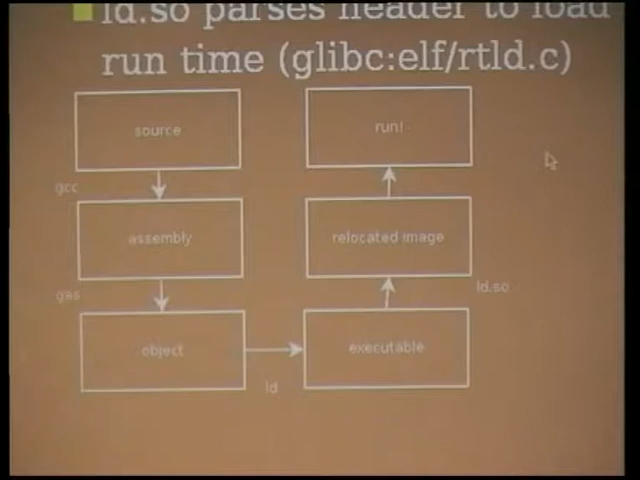 ld.so parses header to load
run time (glibc:elf/rtld.c)
source
run!
gcc
assembly
relocated image
gas
ld.so
object
executable
ld